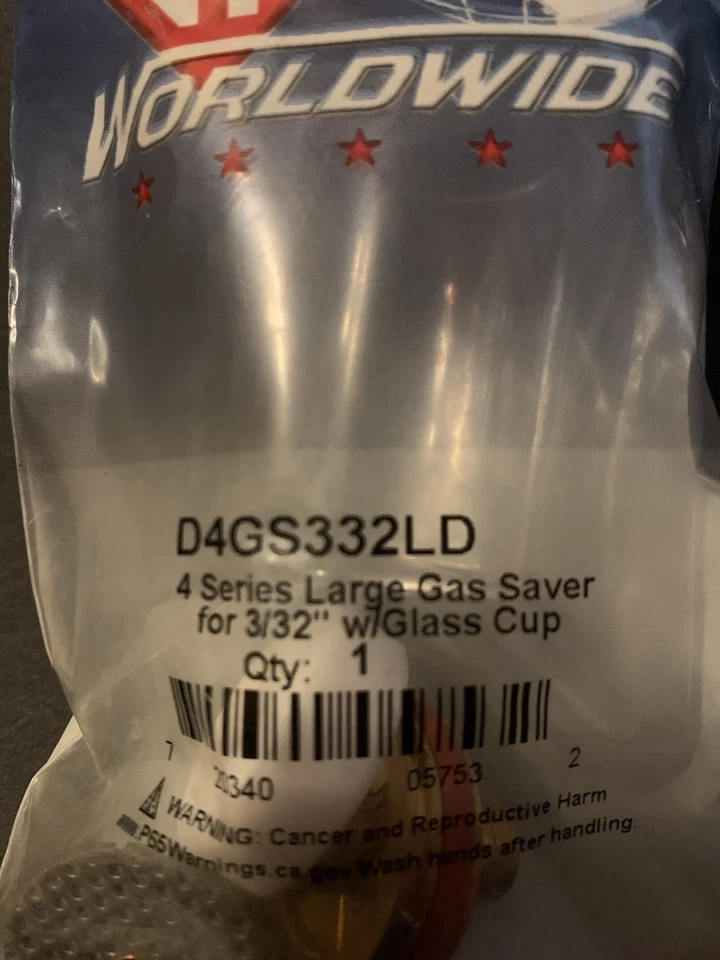 WORLDWIDE
D4GS332LD
4 Series Large Gas Saver
for 3/32" w/Glass Cup
Qty: 1
7 20340 05753 2
WARNING: Cancer and Reproductive Harm
www.P65Warnings.ca.gov Wash hands after handling.